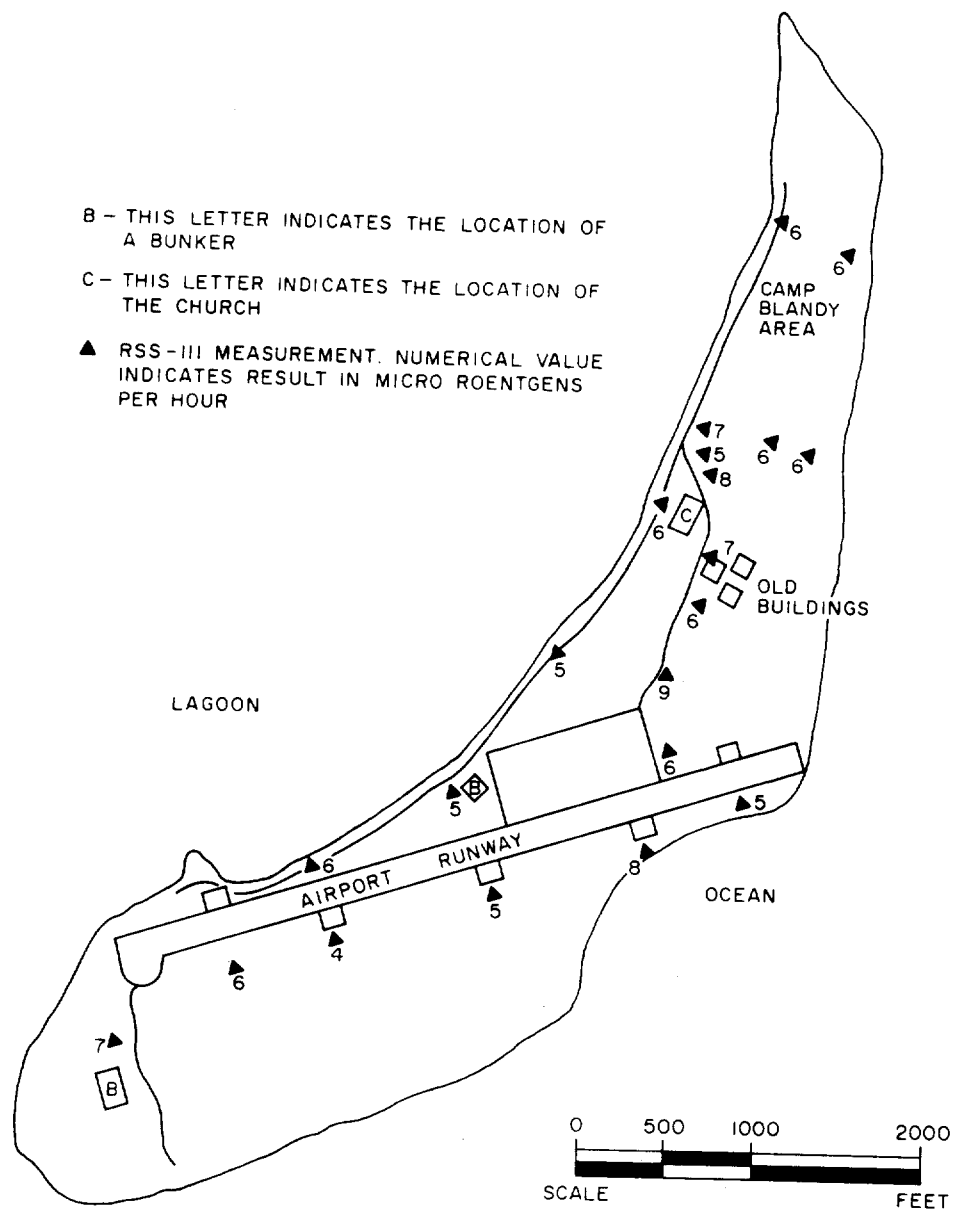 B – THIS LETTER INDICATES THE LOCATION OF
A BUNKER
C – THIS LETTER INDICATES THE LOCATION OF
THE CHURCH
▲ RSS-III MEASUREMENT. NUMERICAL VALUE
INDICATES RESULT IN MICRO ROENTGENS
PER HOUR
6
6
CAMP
BLANDY
AREA
7
5
6
6
8
C
6
7
OLD
BUILDINGS
6
5
9
LAGOON
6
B
5
5
6
AIRPORT RUNWAY
8
OCEAN
5
4
6
7
B
0 500 1000 2000
SCALE FEET